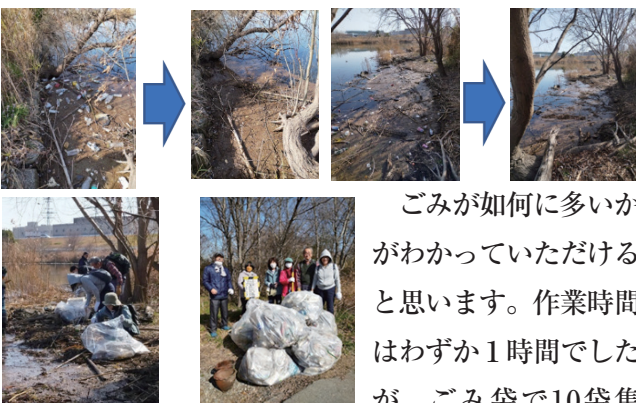 ごみが如何に多いか
がわかっていただける
と思います。作業時間
はわずか１時間でした
が、ごみ袋で10袋集